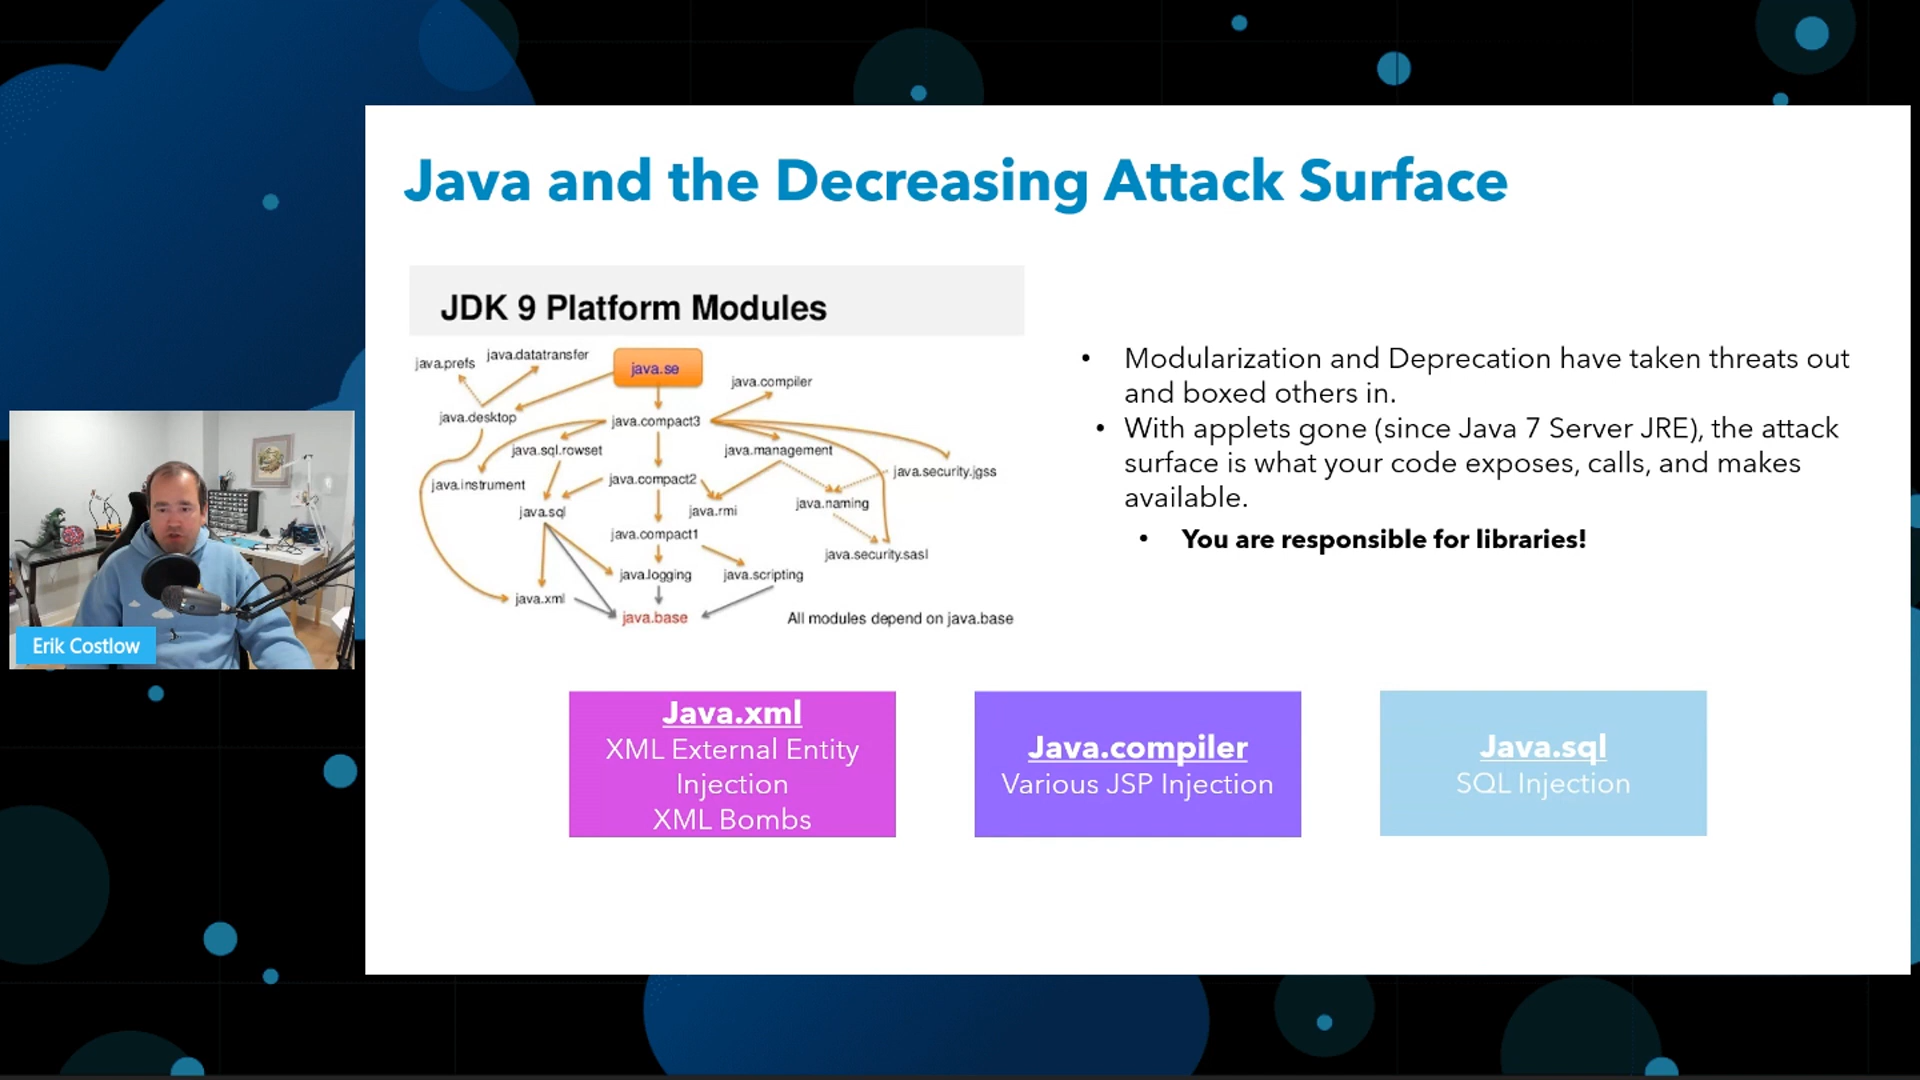 Java and the Decreasing Attack Surface
JDK 9 Platform Modules
java.prefs
java.datatransfer
java.se
java.compiler
java.desktop
java.compact3
java.sql.rowset
java.management
java.security.jgss
java.instrument
java.compact2
java.sql
java.rmi
java.naming
java.compact1
java.security.sasl
java.logging
java.scripting
java.xml
java.base
All modules depend on java.base
• Modularization and Deprecation have taken threats out
and boxed others in.
• With applets gone (since Java 7 Server JRE), the attack
surface is what your code exposes, calls, and makes
available.
• You are responsible for libraries!
Erik Costlow
Java.xml
XML External Entity
Injection
XML Bombs
Java.compiler
Various JSP Injection
Java.sql
SQL Injection